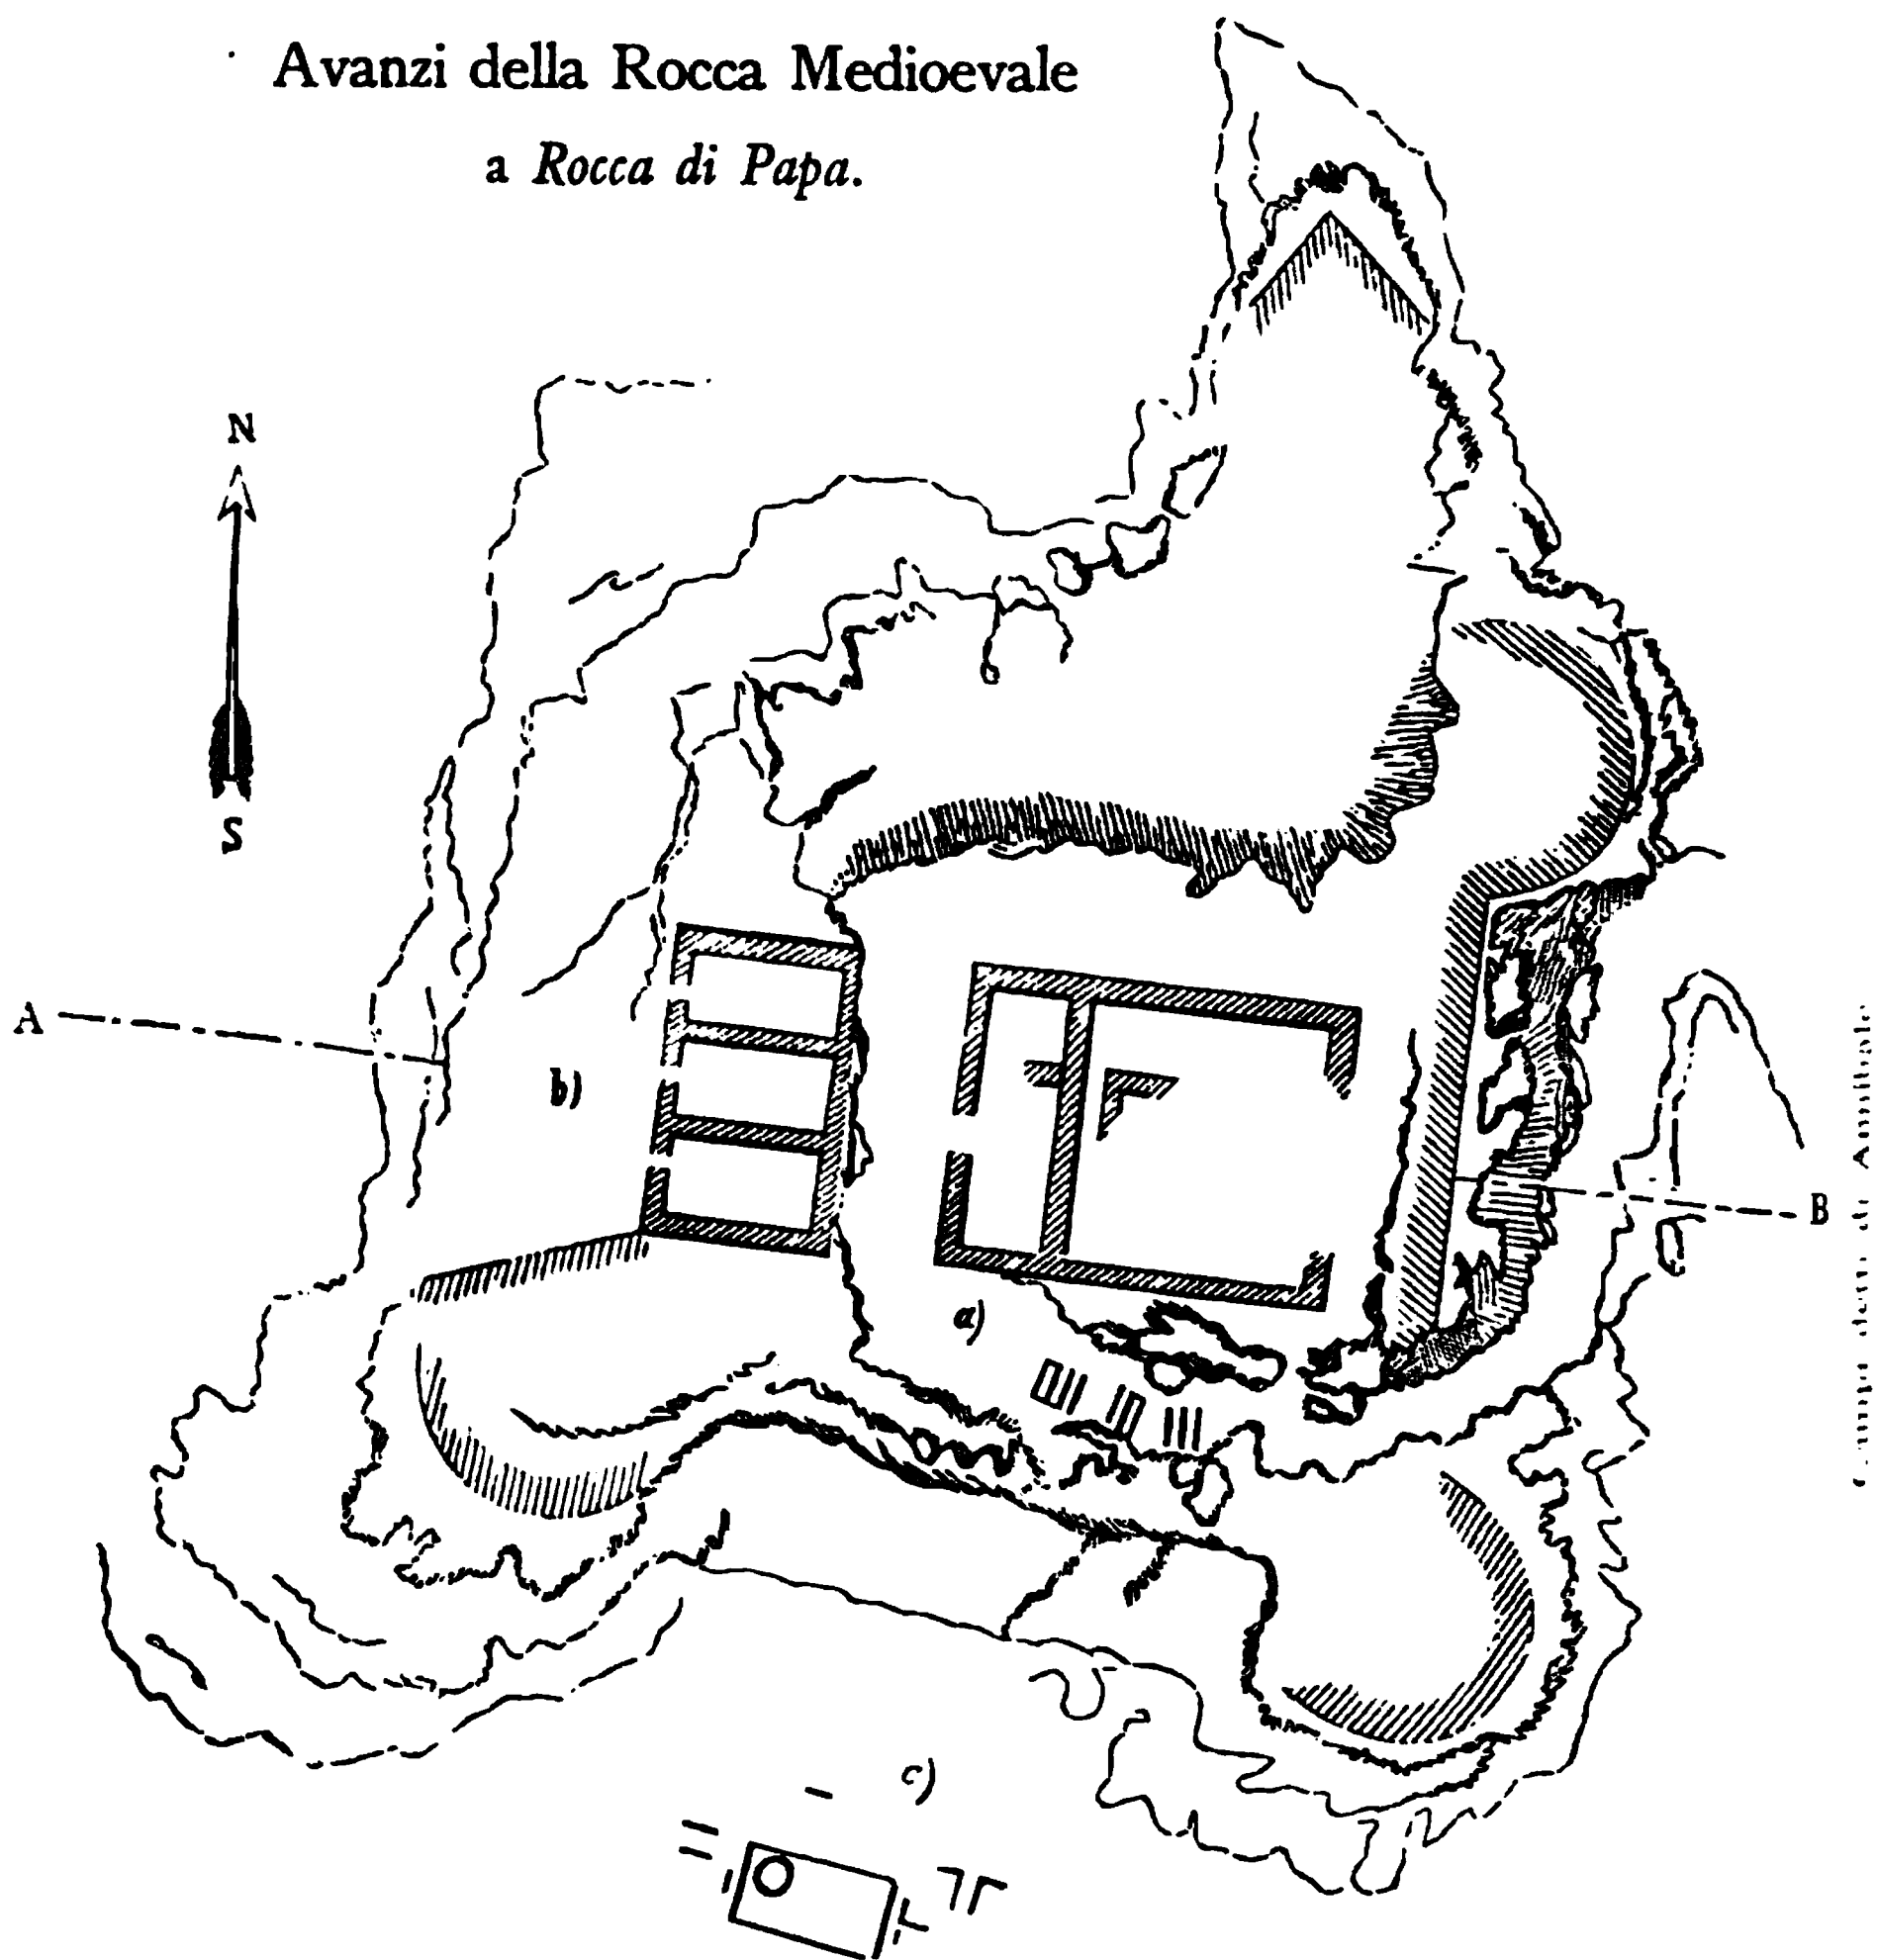 Avanzi della Rocca Medioevale
a Rocca di Papa.
N
S
A
b)
B
a)
c)